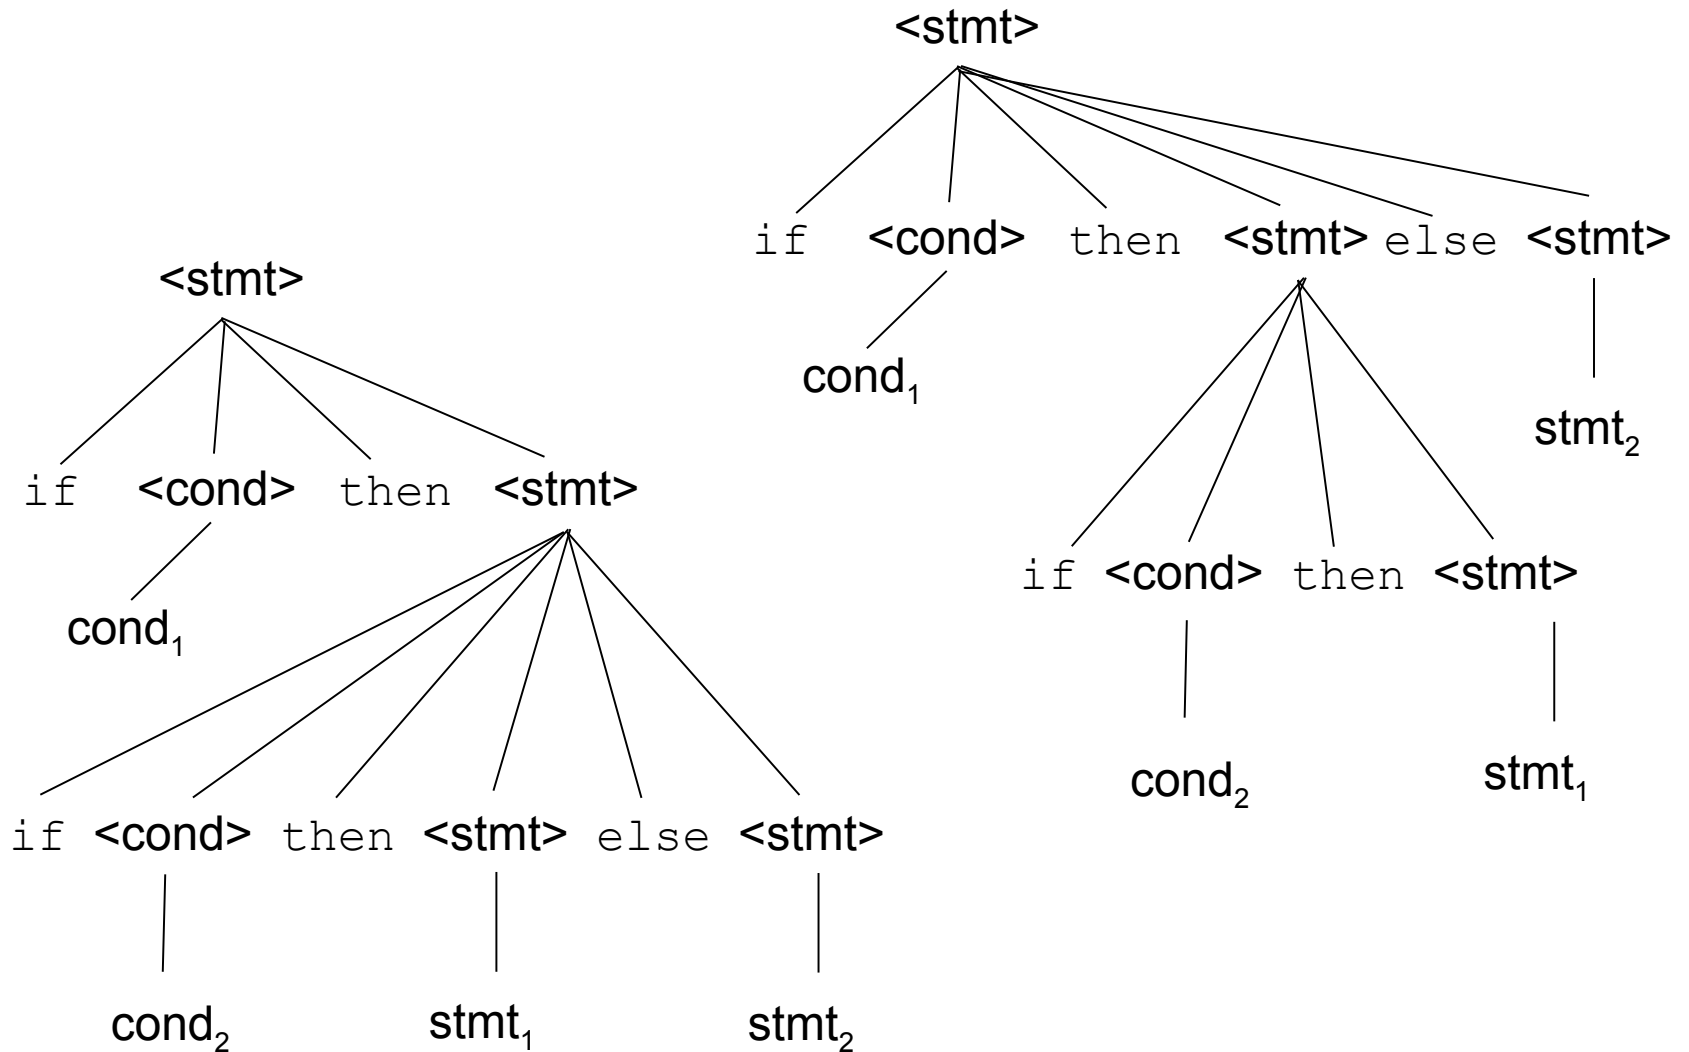 <stmt>
if <cond> then <stmt> else <stmt>
<stmt>
cond₁
stmt₂
if <cond> then <stmt>
if <cond> then <stmt>
cond₁
cond₂ stmt₁
if <cond> then <stmt> else <stmt>
cond₂ stmt₁ stmt₂